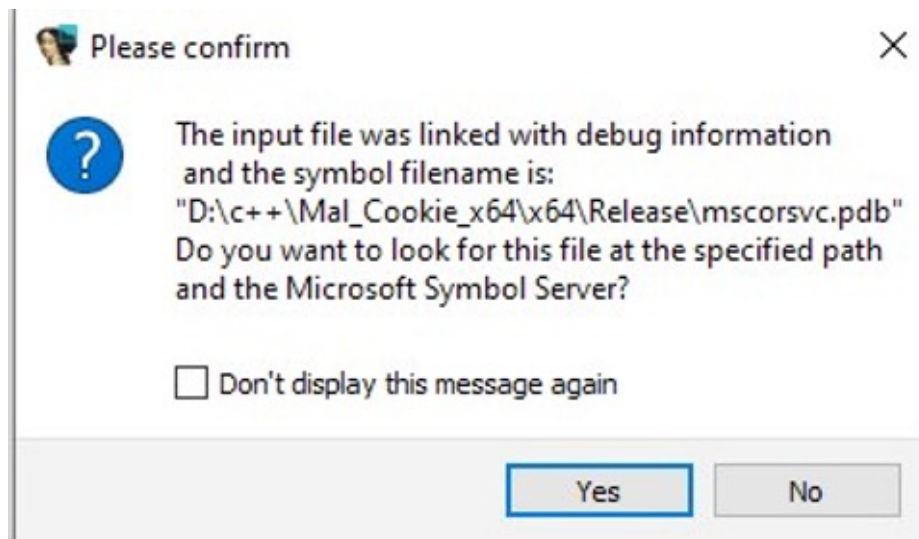 Please confirm
The input file was linked with debug information
and the symbol filename is:
"D:\c++\Mal_Cookie_x64\x64\Release\mscorsvc.pdb"
Do you want to look for this file at the specified path
and the Microsoft Symbol Server?
Don't display this message again
Yes No